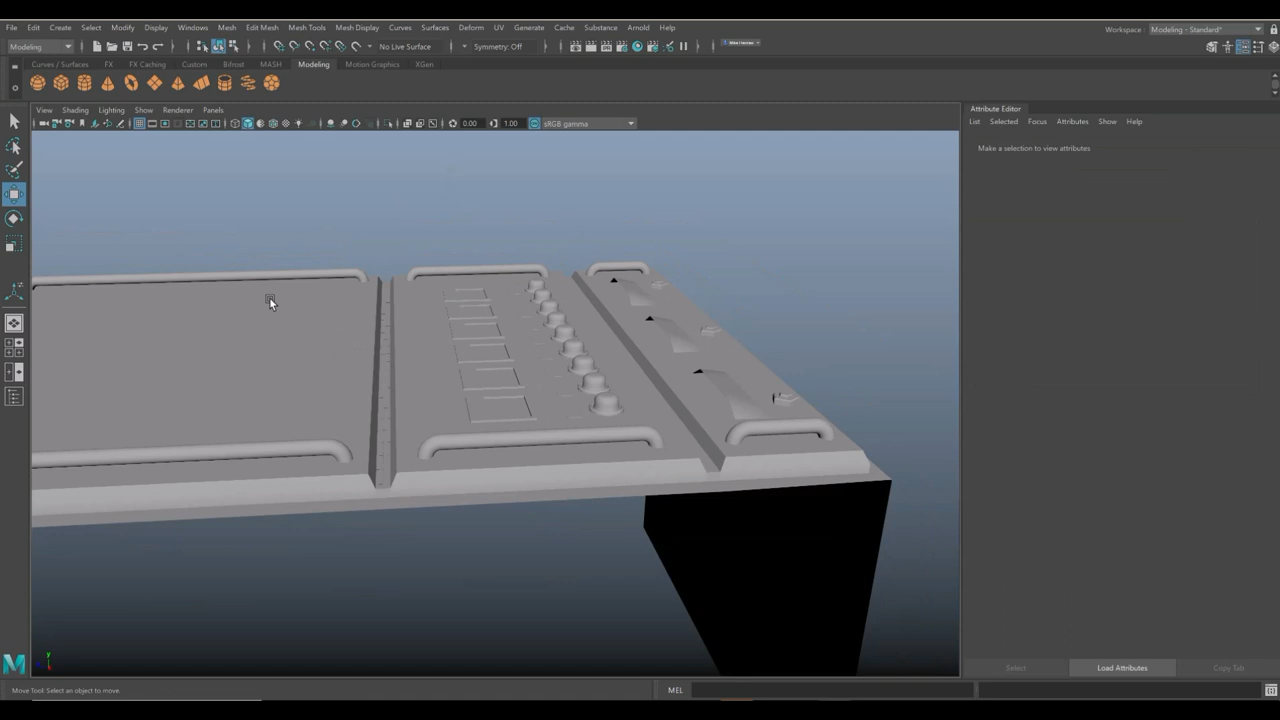 File Edit Create Select Modify Display Windows Mesh Edit Mesh Mesh Tools Mesh Display Curves Surfaces Deform UV Generate Cache Substance Arnold Help
Workspace: Modeling - Standard*
Modeling
No Live Surface
Symmetry: Off
Curves / Surfaces FX FX Caching Custom Bifrost MASH Modeling Motion Graphics XGen
View Shading Lighting Show Renderer Panels
0.00 1.00 sRGB gamma
Attribute Editor
List Selected Focus Attributes Show Help
Make a selection to view attributes
y
Select Load Attributes Copy Tab
Move Tool: Select an object to move.
MEL